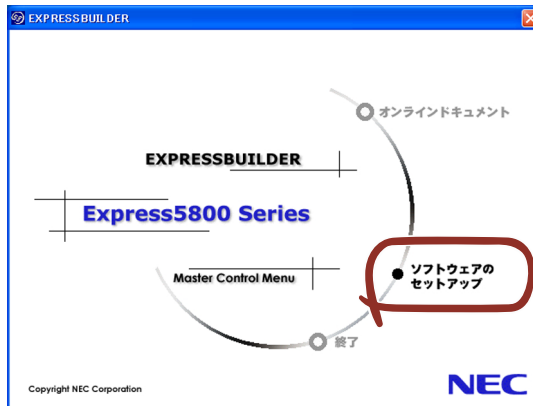 EXPRESSBUILDER
オンラインドキュメント
EXPRESSBUILDER
Express5800 Series
ソフトウェアの
セットアップ
Master Control Menu
終了
Copyright NEC Corporation
NEC